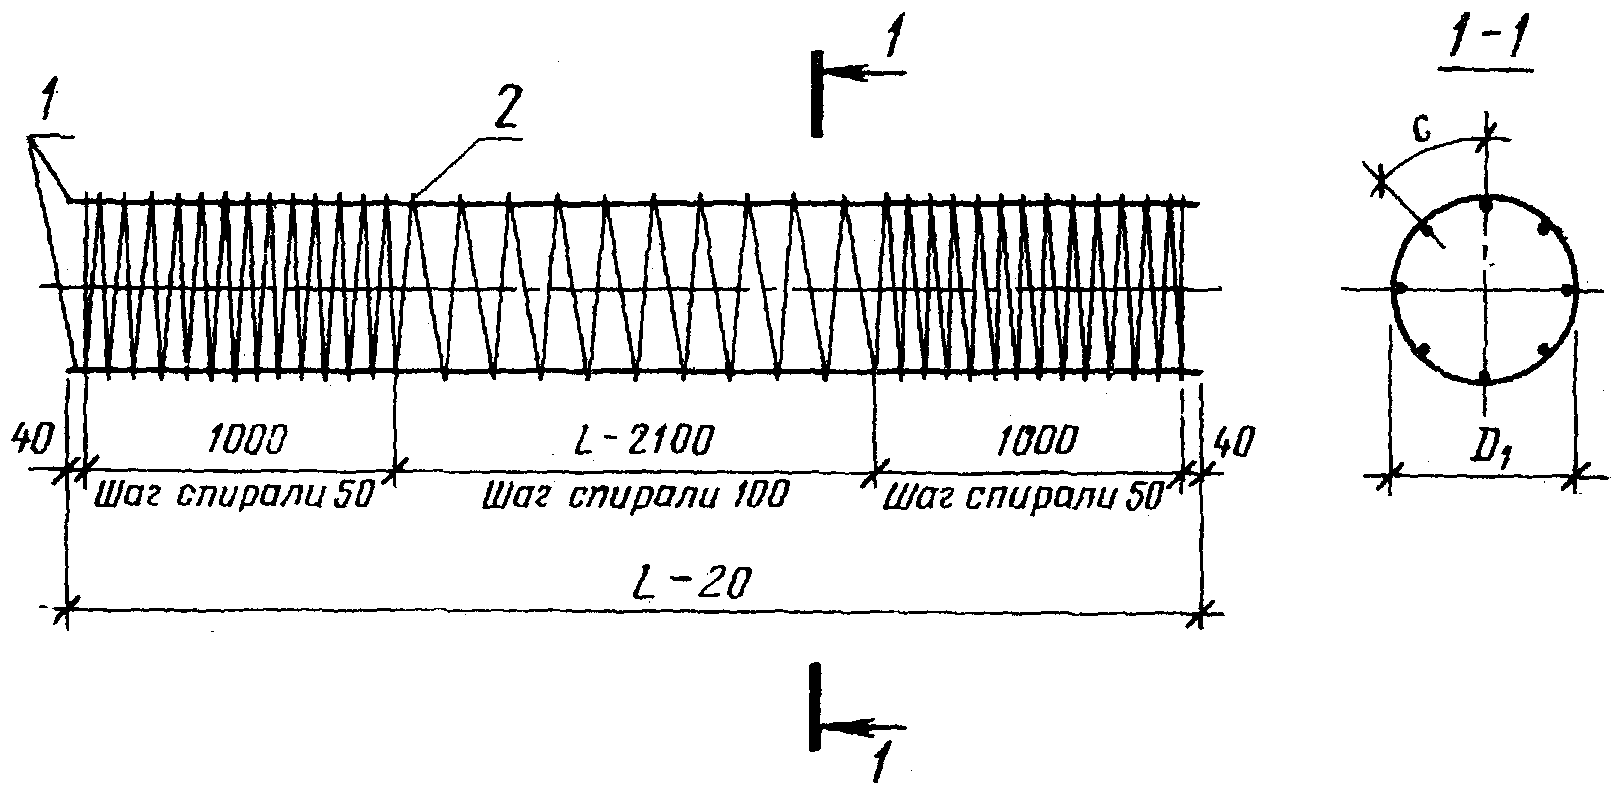 1
1-1
1
2
С
40
1000
L-2100
1000
40
D1
Шаг спирали 50
Шаг спирали 100
Шаг спирали 50
L-20
1